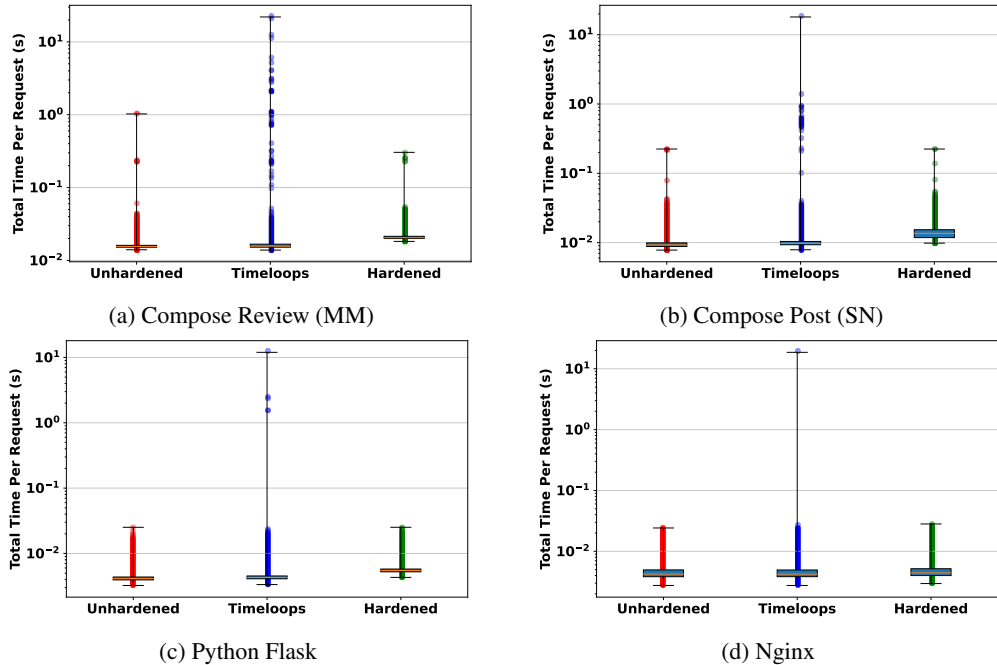 Total Time Per Request (s)
10¹
10⁰
10⁻¹
10⁻²
Unhardened Timeloops Hardened
(a) Compose Review (MM)
Total Time Per Request (s)
10¹
10⁰
10⁻¹
10⁻²
Unhardened Timeloops Hardened
(b) Compose Post (SN)
Total Time Per Request (s)
10¹
10⁰
10⁻¹
10⁻²
Unhardened Timeloops Hardened
(c) Python Flask
Total Time Per Request (s)
10¹
10⁰
10⁻¹
10⁻²
Unhardened Timeloops Hardened
(d) Nginx